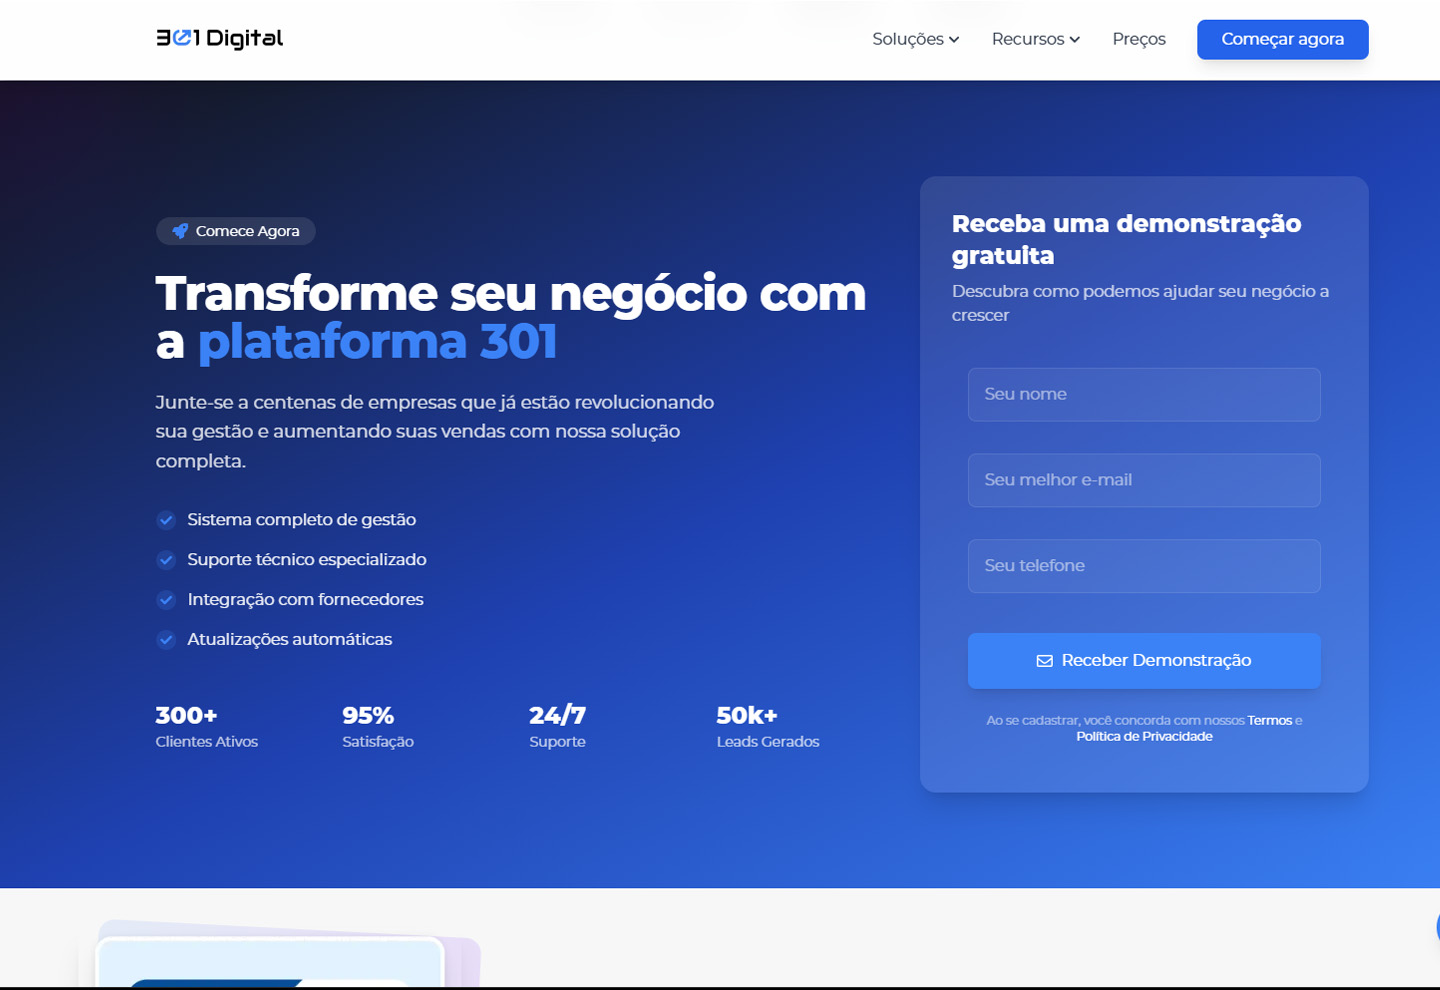 301 Digital
Soluções
Recursos
Preços
Começar agora
Comece Agora
Transforme seu negócio com
a plataforma 301
Junte-se a centenas de empresas que já estão revolucionando
sua gestão e aumentando suas vendas com nossa solução
completa.
Sistema completo de gestão
Suporte técnico especializado
Integração com fornecedores
Atualizações automáticas
300+
Clientes Ativos
95%
Satisfação
24/7
Suporte
50k+
Leads Gerados
Receba uma demonstração
gratuita
Descubra como podemos ajudar seu negócio a
crescer
Seu nome
Seu melhor e-mail
Seu telefone
Receber Demonstração
Ao se cadastrar, você concorda com nossos Termos e
Política de Privacidade